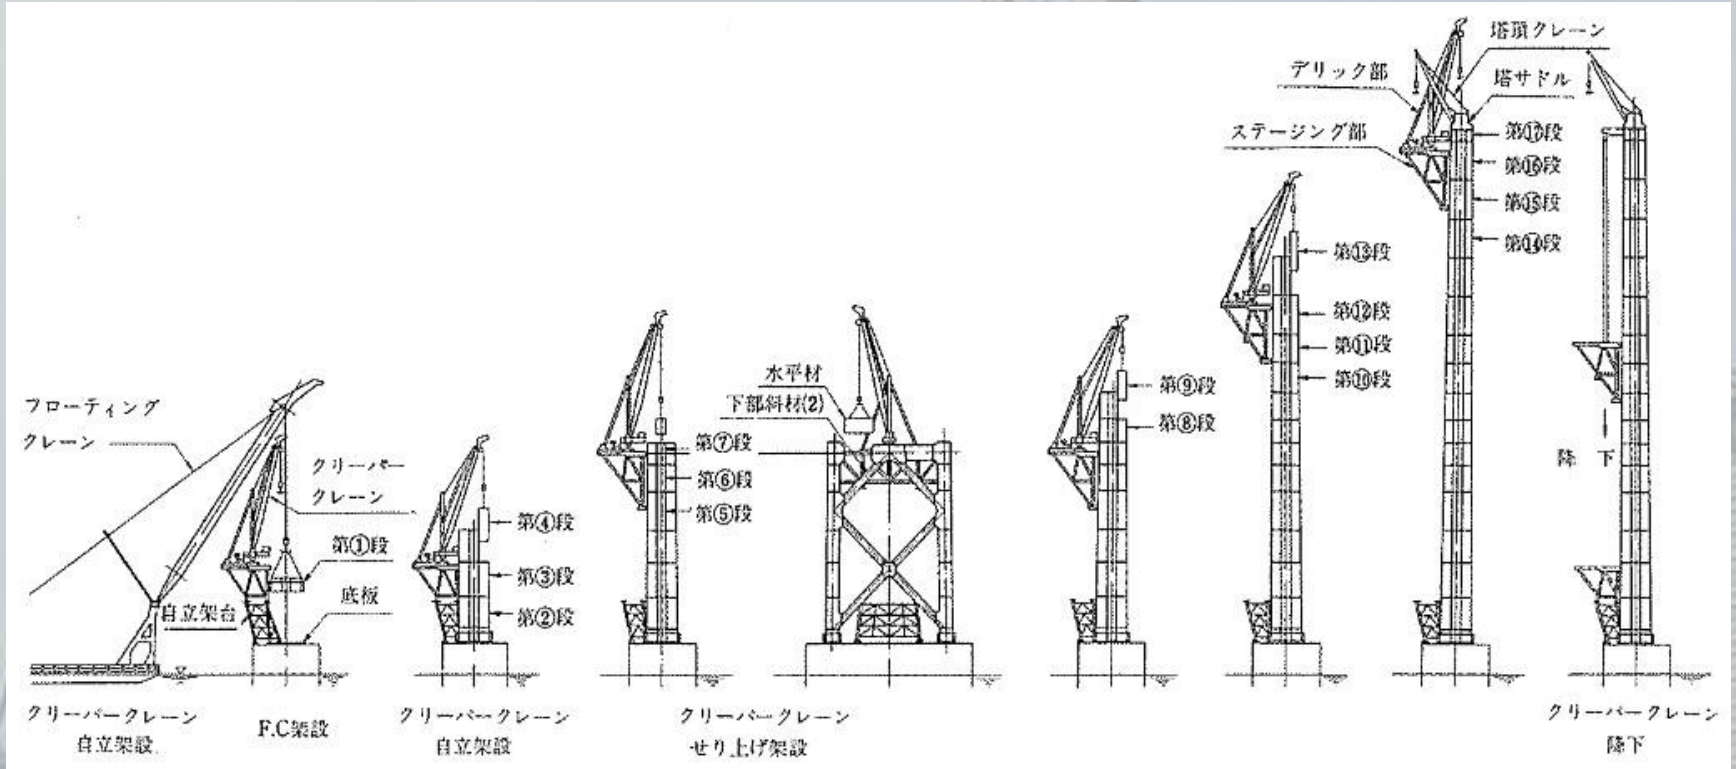 フローティング
クレーン
クリーパー
クレーン
第①段
自立架台
底板
第④段
第③段
第②段
第⑦段
第⑥段
第⑤段
水平材
下部斜材(2)
第⑨段
第⑧段
第⑬段
第⑫段
第⑪段
第⑩段
デリック部
ステージング部
塔頂クレーン
塔サドル
第⑰段
第⑯段
第⑮段
第⑭段
降下
クリーパークレーン
自立架設
F.C架設
クリーパークレーン
自立架設
クリーパークレーン
せり上げ架設
クリーパークレーン
降下